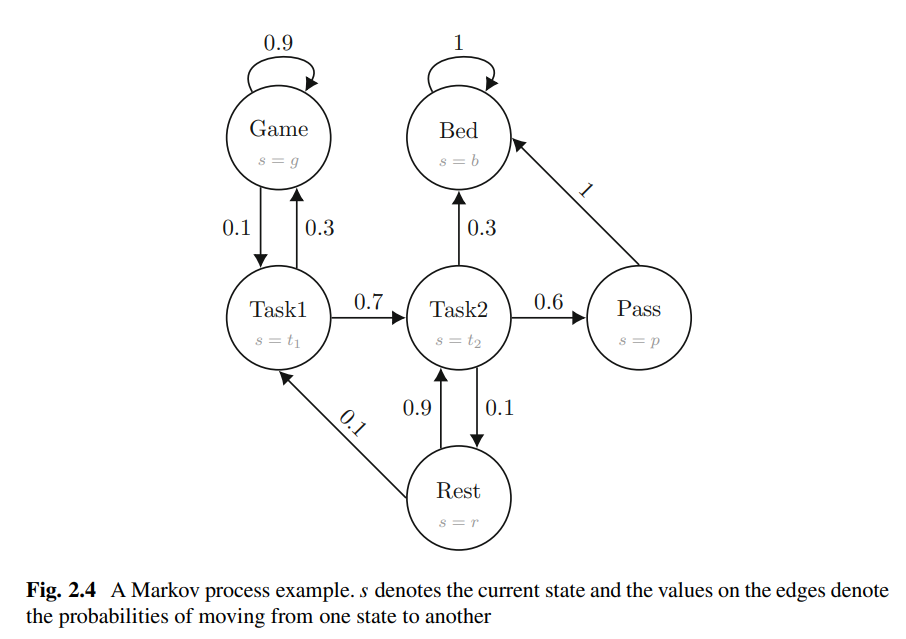 0.9
1
Game
s = g
Bed
s = b
1
0.1
0.3
0.3
Task1
s = t₁
0.7
Task2
s = t₂
0.6
Pass
s = p
0.1
0.9
0.1
Rest
s = r
Fig. 2.4 A Markov process example. s denotes the current state and the values on the edges denote
the probabilities of moving from one state to another